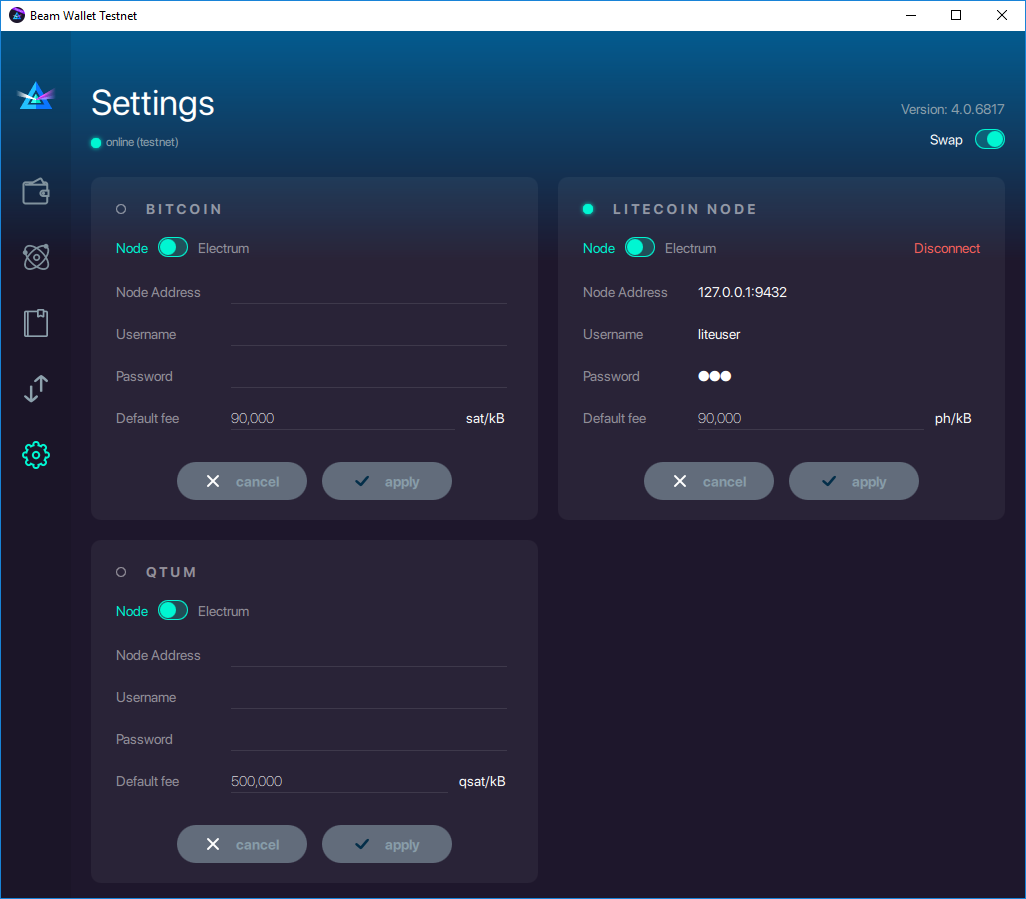 Beam Wallet Testnet
Settings
Version: 4.0.6817
online (testnet)
Swap
BITCOIN
Node Electrum
Node Address
Username
Password
Default fee 90,000 sat/kB
cancel apply
LITECOIN NODE
Node Electrum Disconnect
Node Address 127.0.0.1:9432
Username liteuser
Password ●●●
Default fee 90,000 ph/kB
cancel apply
QTUM
Node Electrum
Node Address
Username
Password
Default fee 500,000 qsat/kB
cancel apply